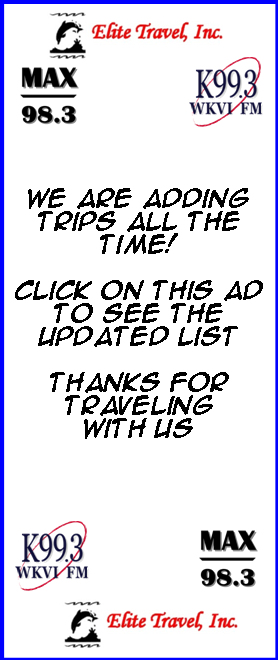 Elite Travel, Inc.
MAX
98.3
K99.3
WKVI FM
WE ARE ADDING
TRIPS ALL THE
TIME!
CLICK ON THIS AD
TO SEE THE
UPDATED LIST
THANKS FOR
TRAVELING
WITH US
K99.3
WKVI FM
MAX
98.3
Elite Travel, Inc.